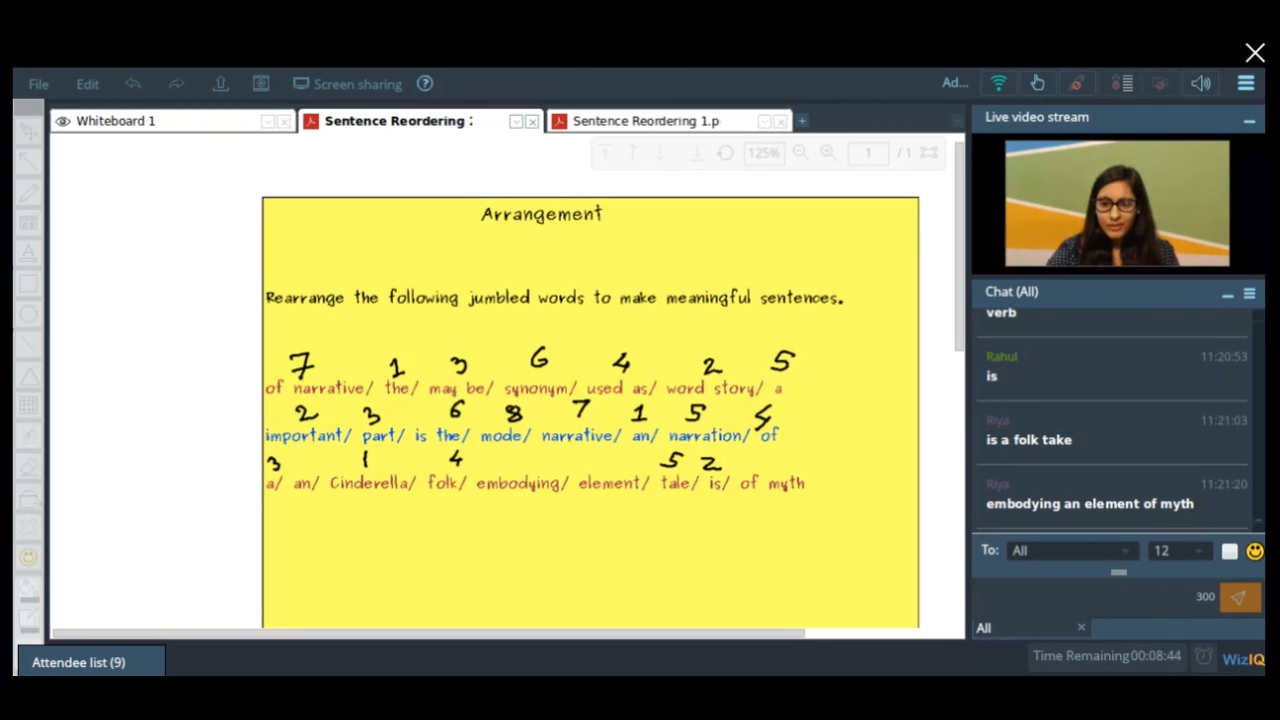 File Edit Screen sharing ? Ad...
Whiteboard 1 Sentence Reordering : Sentence Reordering 1.p +
Live video stream
125% 1 / 1
Arrangement
Rearrange the following jumbled words to make meaningful sentences.
7 1 3 6 4 2 5
of narrative/ the/ may be/ synonym/ used as/ word story/ a
2 3 6 8 7 1 5 4
important/ part/ is the/ mode/ narrative/ an/ narration/ of
3 1 4 5 2
a/ an/ Cinderella/ folk/ embodying/ element/ tale/ is/ of myth
Chat (All)
verb
Rahul 11:20:53
is
Riya 11:21:03
is a folk take
Riya 11:21:20
embodying an element of myth
To: All 12
300
All
Attendee list (9)
Time Remaining 00:08:44 WizIQ